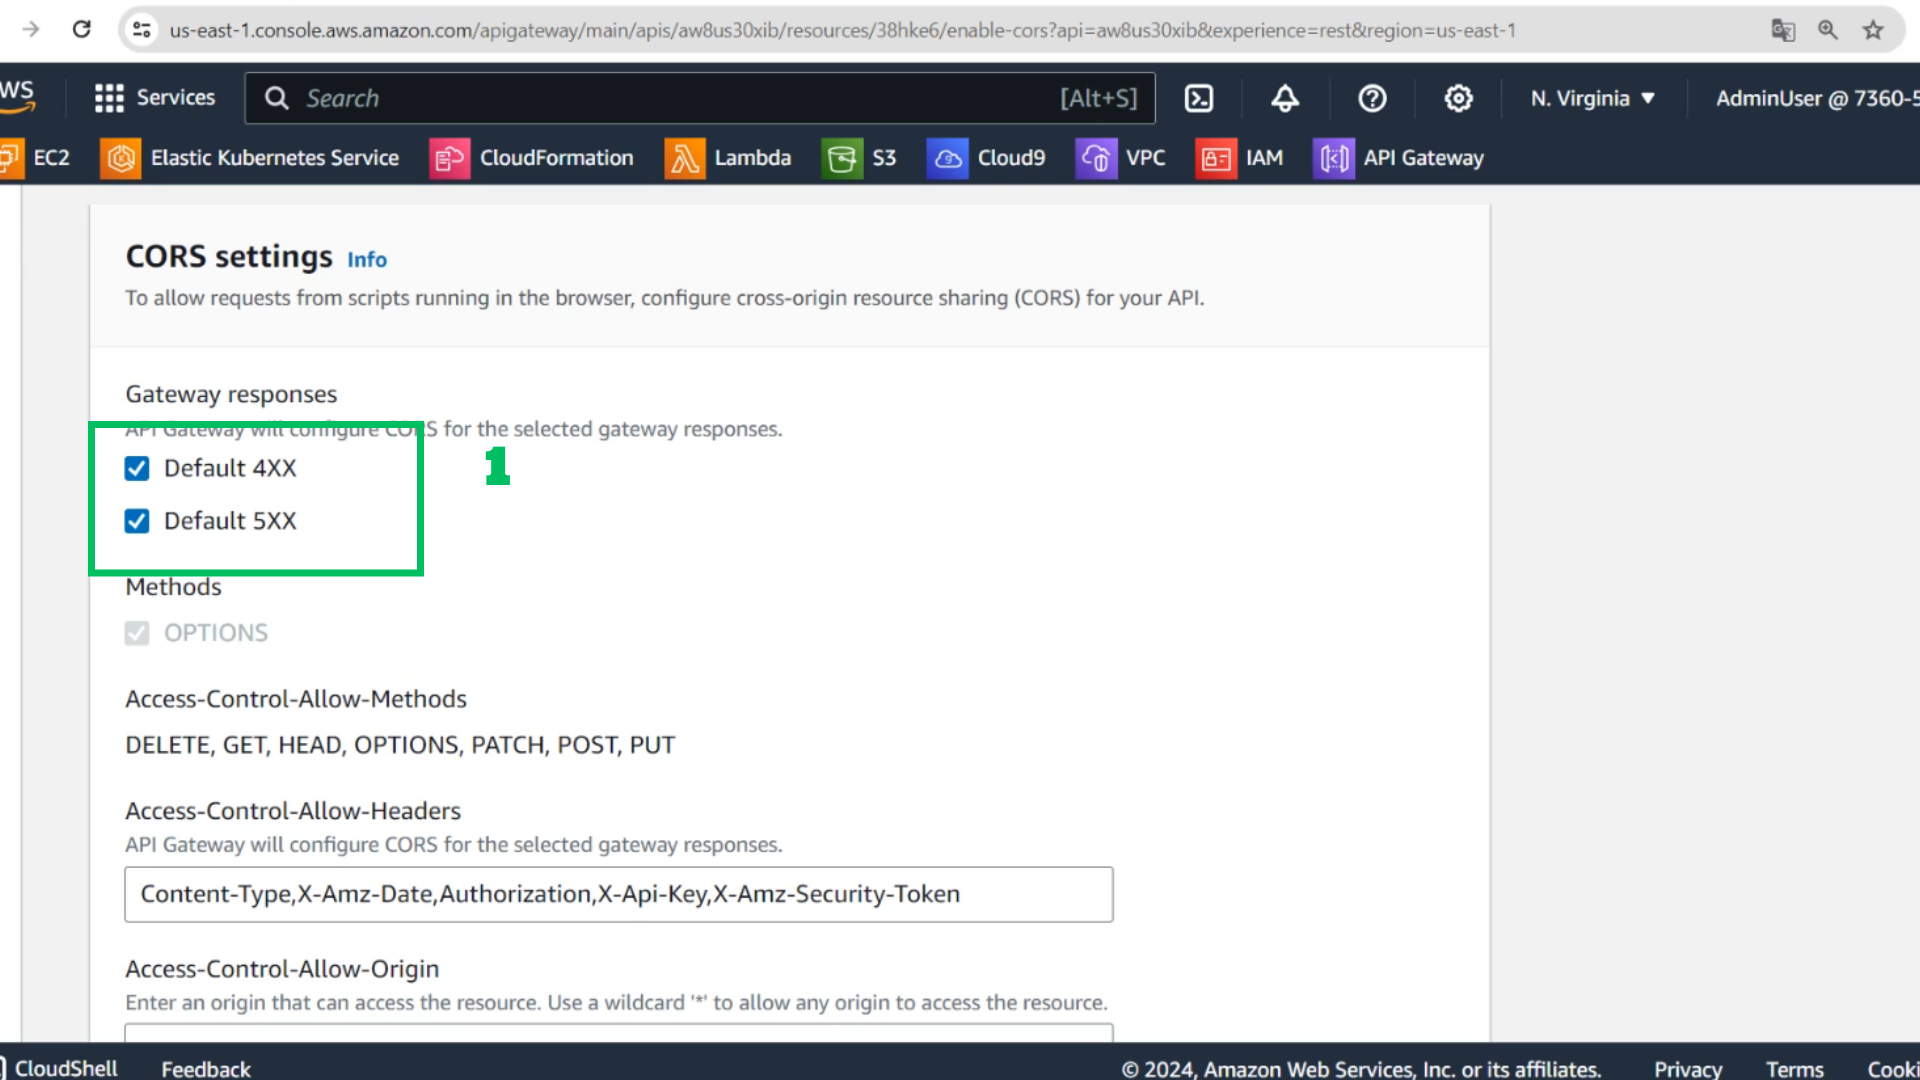 us-east-1.console.aws.amazon.com/apigateway/main/apis/aw8us30xib/resources/38hke6/enable-cors?api=aw8us30xib&experience=rest&region=us-east-1
Services
Search
[Alt+S]
N. Virginia
AdminUser @ 7360-5
EC2
Elastic Kubernetes Service
CloudFormation
Lambda
S3
Cloud9
VPC
IAM
API Gateway
CORS settings Info
To allow requests from scripts running in the browser, configure cross-origin resource sharing (CORS) for your API.
Gateway responses
API Gateway will configure CORS for the selected gateway responses.
1
Default 4XX
Default 5XX
Methods
OPTIONS
Access-Control-Allow-Methods
DELETE, GET, HEAD, OPTIONS, PATCH, POST, PUT
Access-Control-Allow-Headers
API Gateway will configure CORS for the selected gateway responses.
Content-Type,X-Amz-Date,Authorization,X-Api-Key,X-Amz-Security-Token
Access-Control-Allow-Origin
Enter an origin that can access the resource. Use a wildcard '*' to allow any origin to access the resource.
CloudShell
Feedback
© 2024, Amazon Web Services, Inc. or its affiliates.
Privacy
Terms